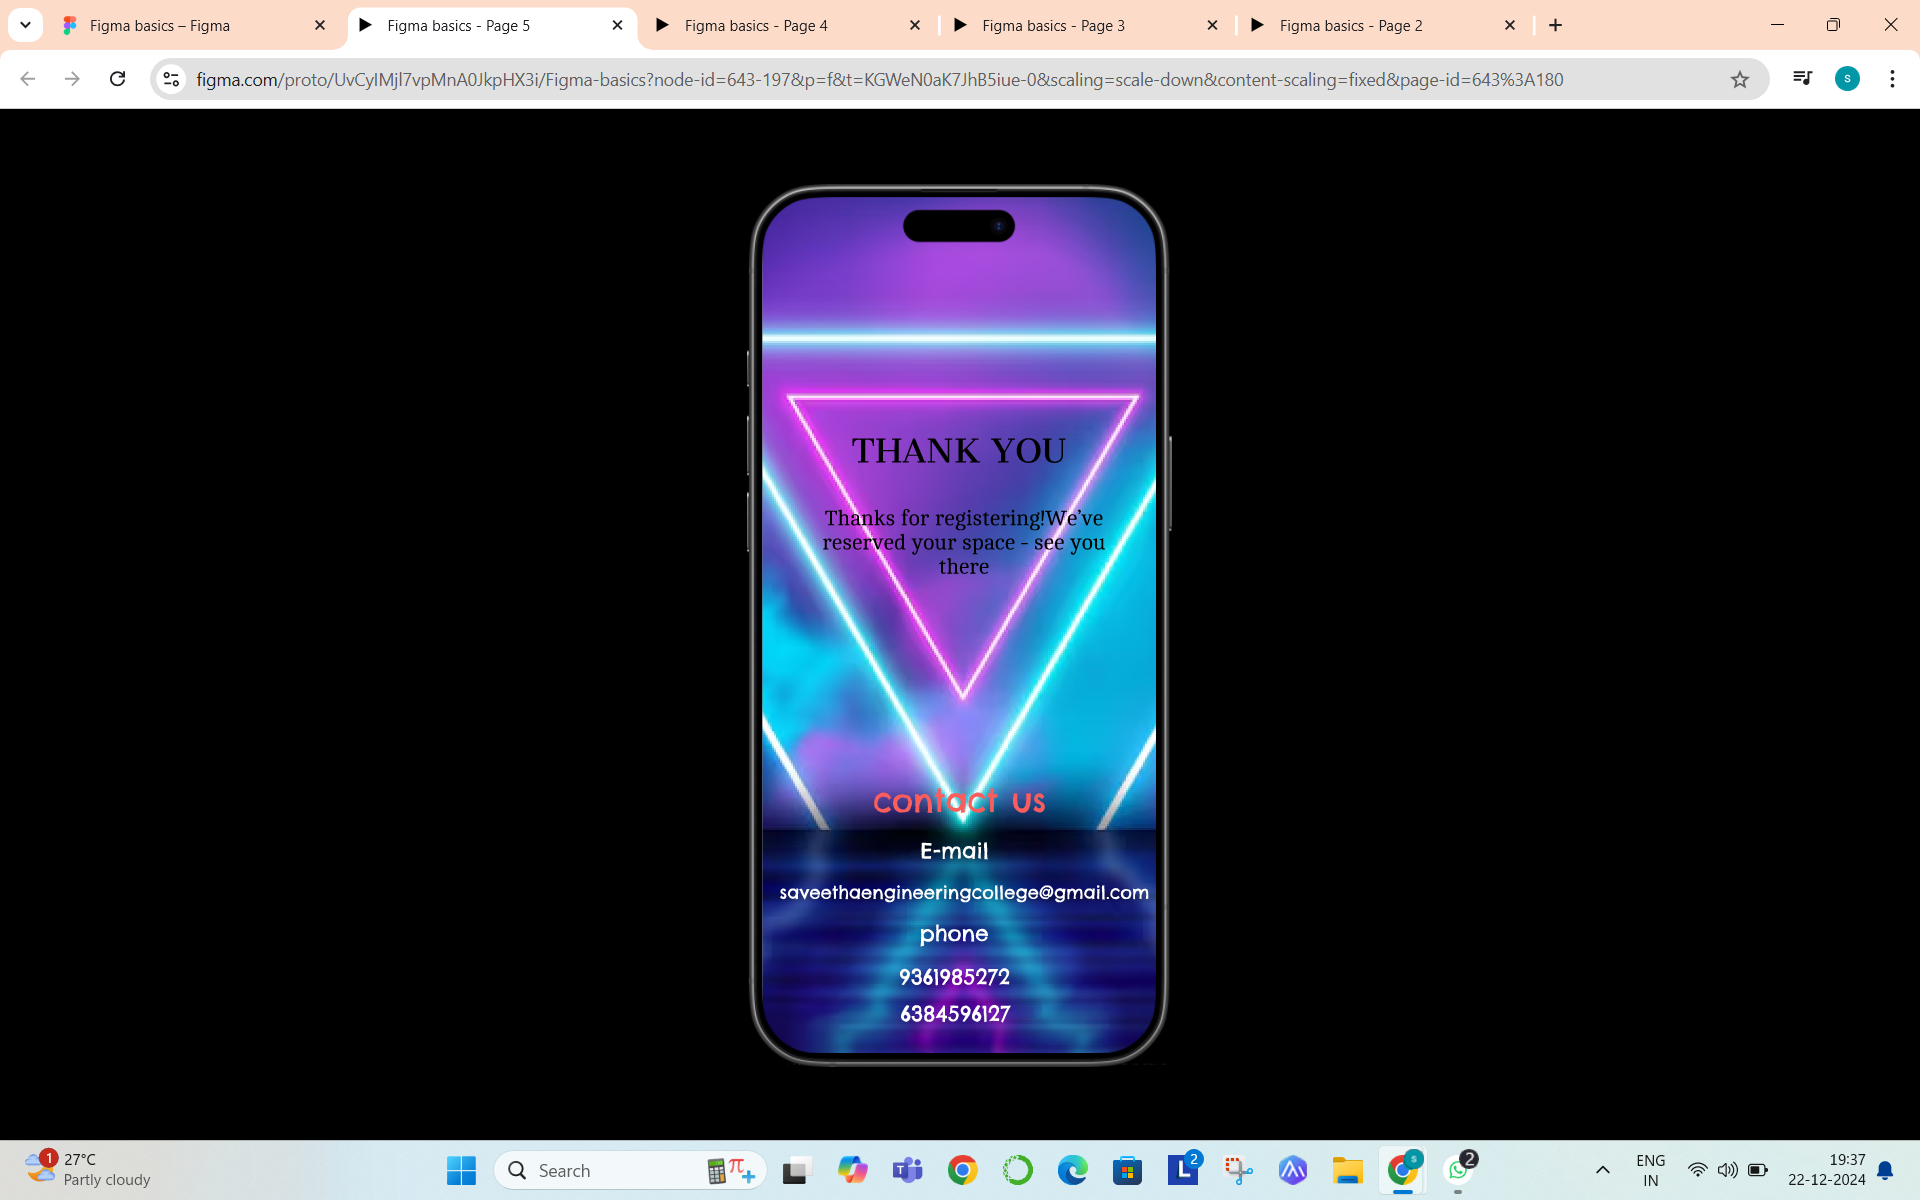 Figma basics – Figma
Figma basics - Page 5
Figma basics - Page 4
Figma basics - Page 3
Figma basics - Page 2
figma.com/proto/UvCyIMjl7vpMnA0JkpHX3i/Figma-basics?node-id=643-197&p=f&t=KGWeN0aK7JhB5iue-0&scaling=scale-down&content-scaling=fixed&page-id=643%3A180
s
THANK YOU
Thanks for registering!We've
reserved your space - see you
there
contact us
E-mail
saveethaengineeringcollege@gmail.com
phone
9361985272
6384596127
1
27°C
Partly cloudy
Search
L
2
s
2
ENG
IN
19:37
22-12-2024